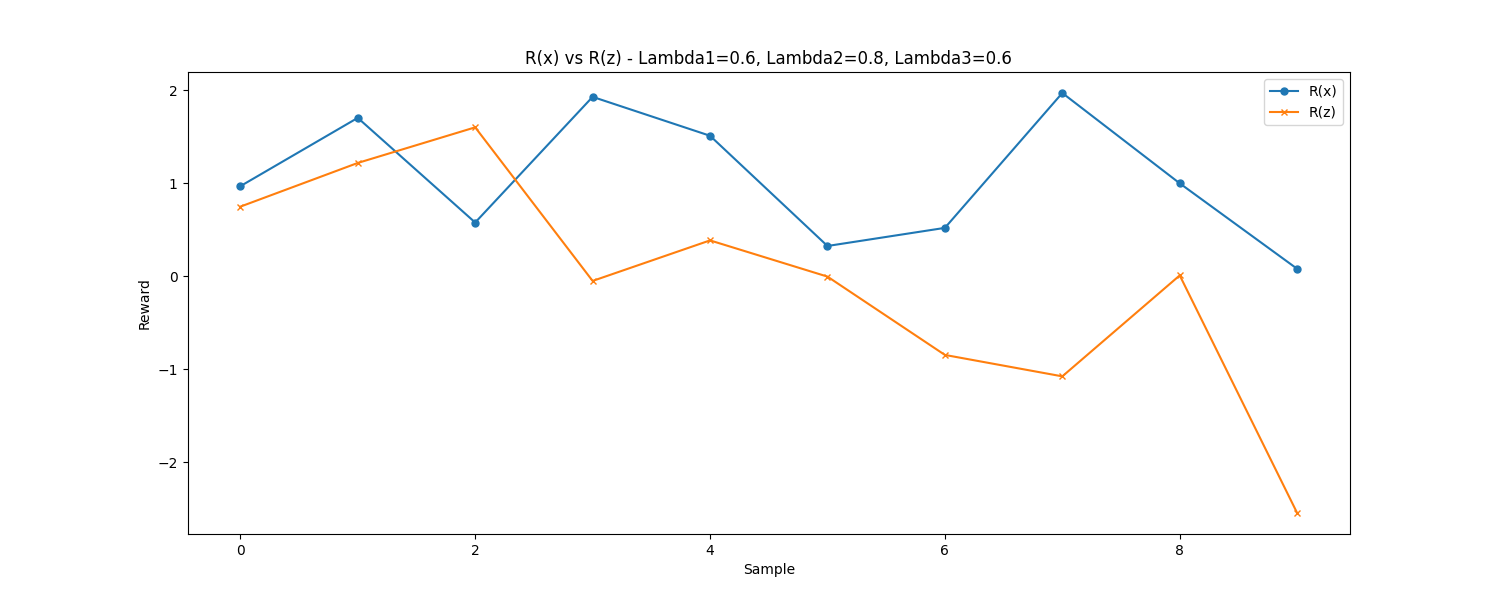 R(x) vs R(z) - Lambda1=0.6, Lambda2=0.8, Lambda3=0.6
R(x)
R(z)
2
1
0
−1
−2
Reward
0 2 4 6 8
Sample